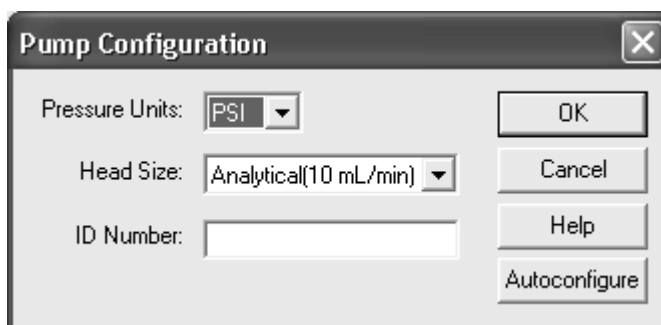 Pump Configuration
Pressure Units: PSI
OK
Head Size: Analytical(10 mL/min)
Cancel
ID Number:
Help
Autoconfigure